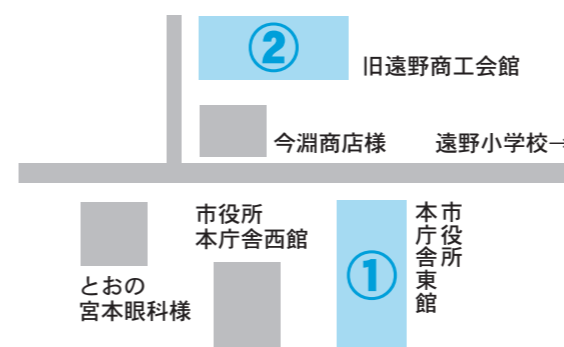 ②
旧遠野商工会館
今淵商店様
遠野小学校→
市役所
本庁舎西館
市役所
本庁舎東館
①
とおの
宮本眼科様